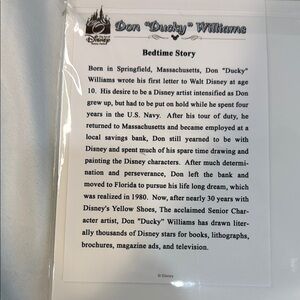 Disney
Don "Ducky" Williams
Bedtime Story
Born in Springfield, Massachusetts, Don "Ducky"
Williams wrote his first letter to Walt Disney at age
10. His desire to be a Disney artist intensified as Don
grew up, but had to be put on hold while he spent four
years in the U.S. Navy. After his tour of duty, he
returned to Massachusetts and became employed at a
local savings bank, Don still yearned to be with
Disney and spent much of his spare time drawing and
painting the Disney characters. After much determi-
nation and perseverance, Don left the bank and
moved to Florida to pursue his life long dream, which
was realized in 1980. Now, after nearly 30 years with
Disney's Yellow Shoes, The acclaimed Senior Char-
acter artist, Don "Ducky" Williams has drawn liter-
ally thousands of Disney stars for books, lithographs,
brochures, magazine ads, and television.
© Disney